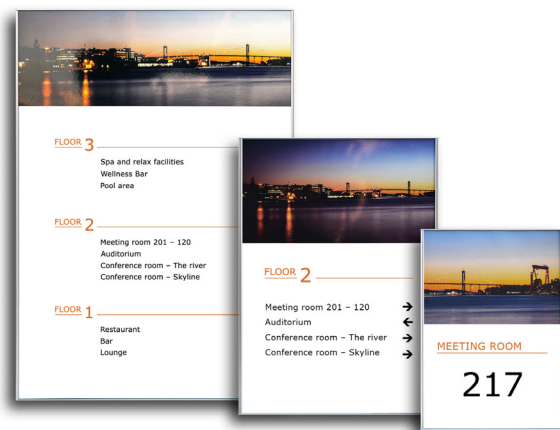 FLOOR 3
Spa and relax facilities
Wellness Bar
Pool area
FLOOR 2
Meeting room 201 – 120
Auditorium
Conference room – The river
Conference room – Skyline
FLOOR 1
Restaurant
Bar
Lounge
FLOOR 2
Meeting room 201 – 120 →
Auditorium ←
Conference room – The river →
Conference room – Skyline →
MEETING ROOM
217